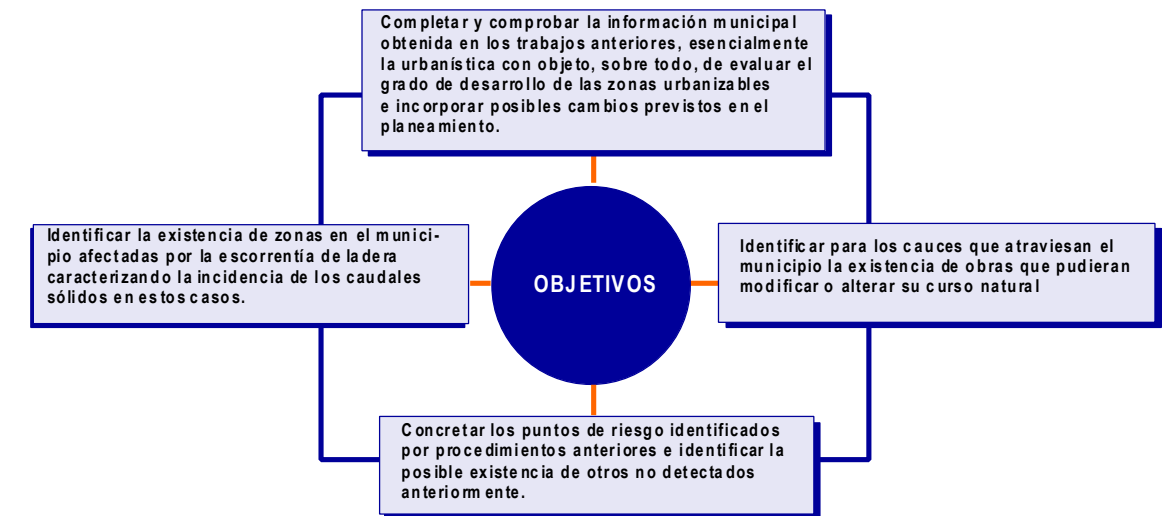 Completar y comprobar la información municipal
obtenida en los trabajos anteriores, esencialmente
la urbanística con objeto, sobre todo, de evaluar el
grado de desarrollo de las zonas urbanizables
e incorporar posibles cambios previstos en el
planeamiento.
Identificar la existencia de zonas en el munici-
pio afectadas por la escorrentía de ladera
caracterizando la incidencia de los caudales
sólidos en estos casos.
OBJETIVOS
Identificar para los cauces que atraviesan el
municipio la existencia de obras que pudieran
modificar o alterar su curso natural
Concretar los puntos de riesgo identificados
por procedimientos anteriores e identificar la
posible existencia de otros no detectados
anteriormente.